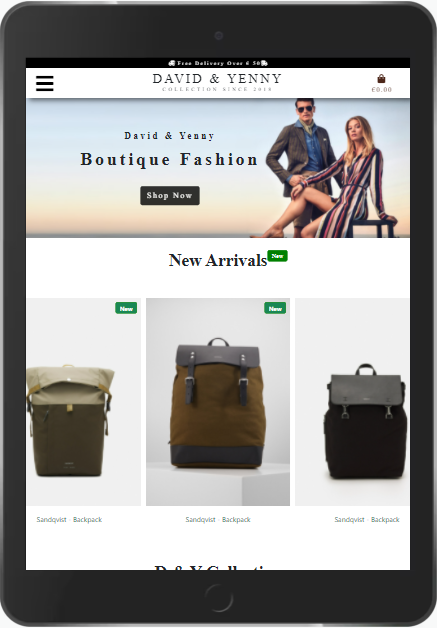 Free Delivery Over € 50
DAVID & YENNY
COLLECTION SINCE 2018
€0.00
David & Yenny
Boutique Fashion
Shop Now
New Arrivals New
New
New
Sandqvist - Backpack
Sandqvist - Backpack
Sandqvist - Backpack
D & Y Collecti